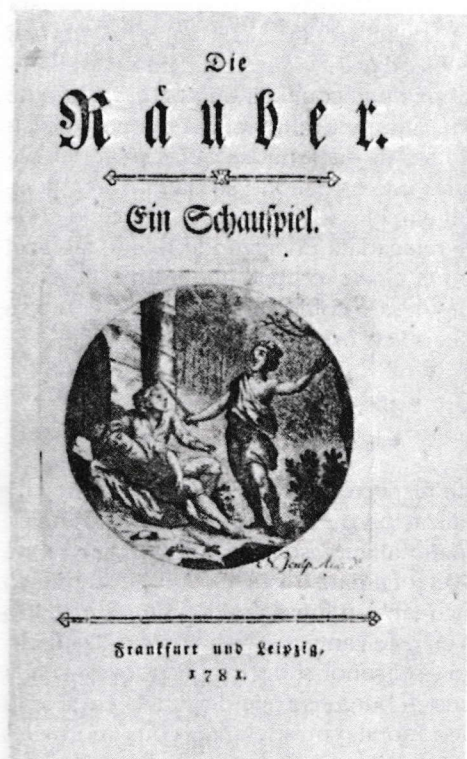 Die
Räuber.
Ein Schauſpiel.
Frankfurt und Leipzig,
1781.